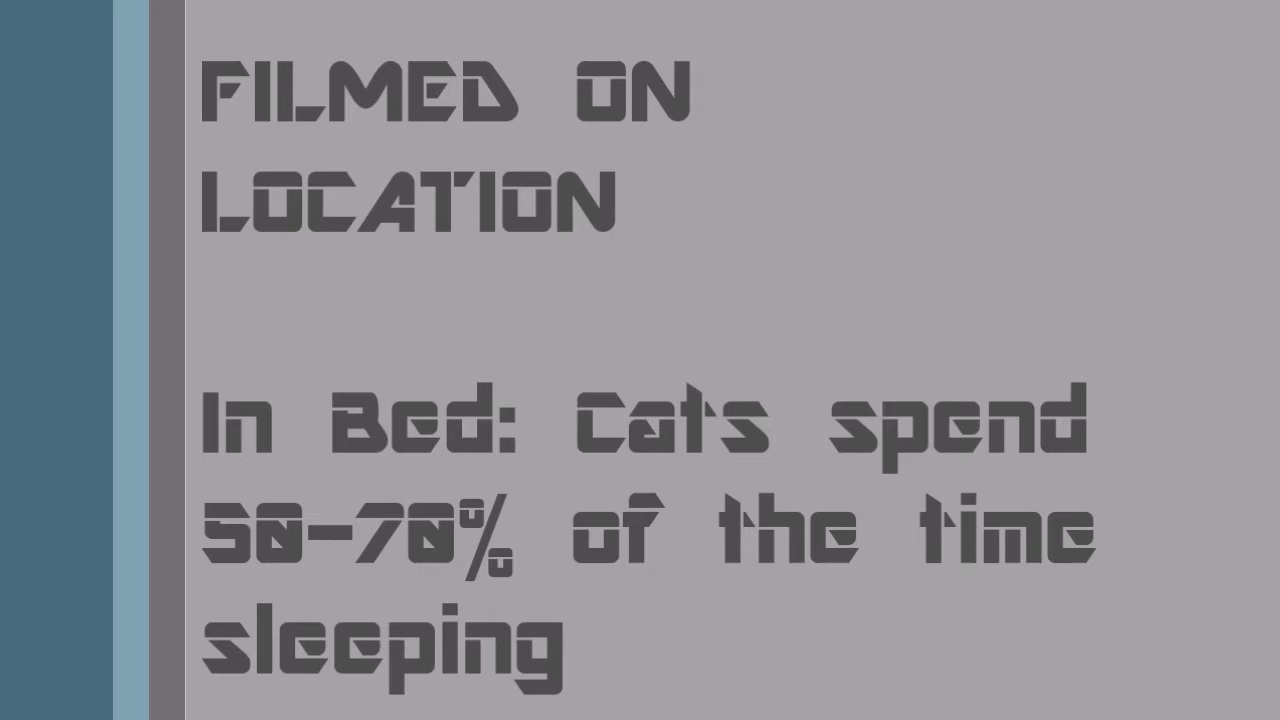 FILMED ON
LOCATION
In Bed: Cats spend
50-70% of the time
sleeping